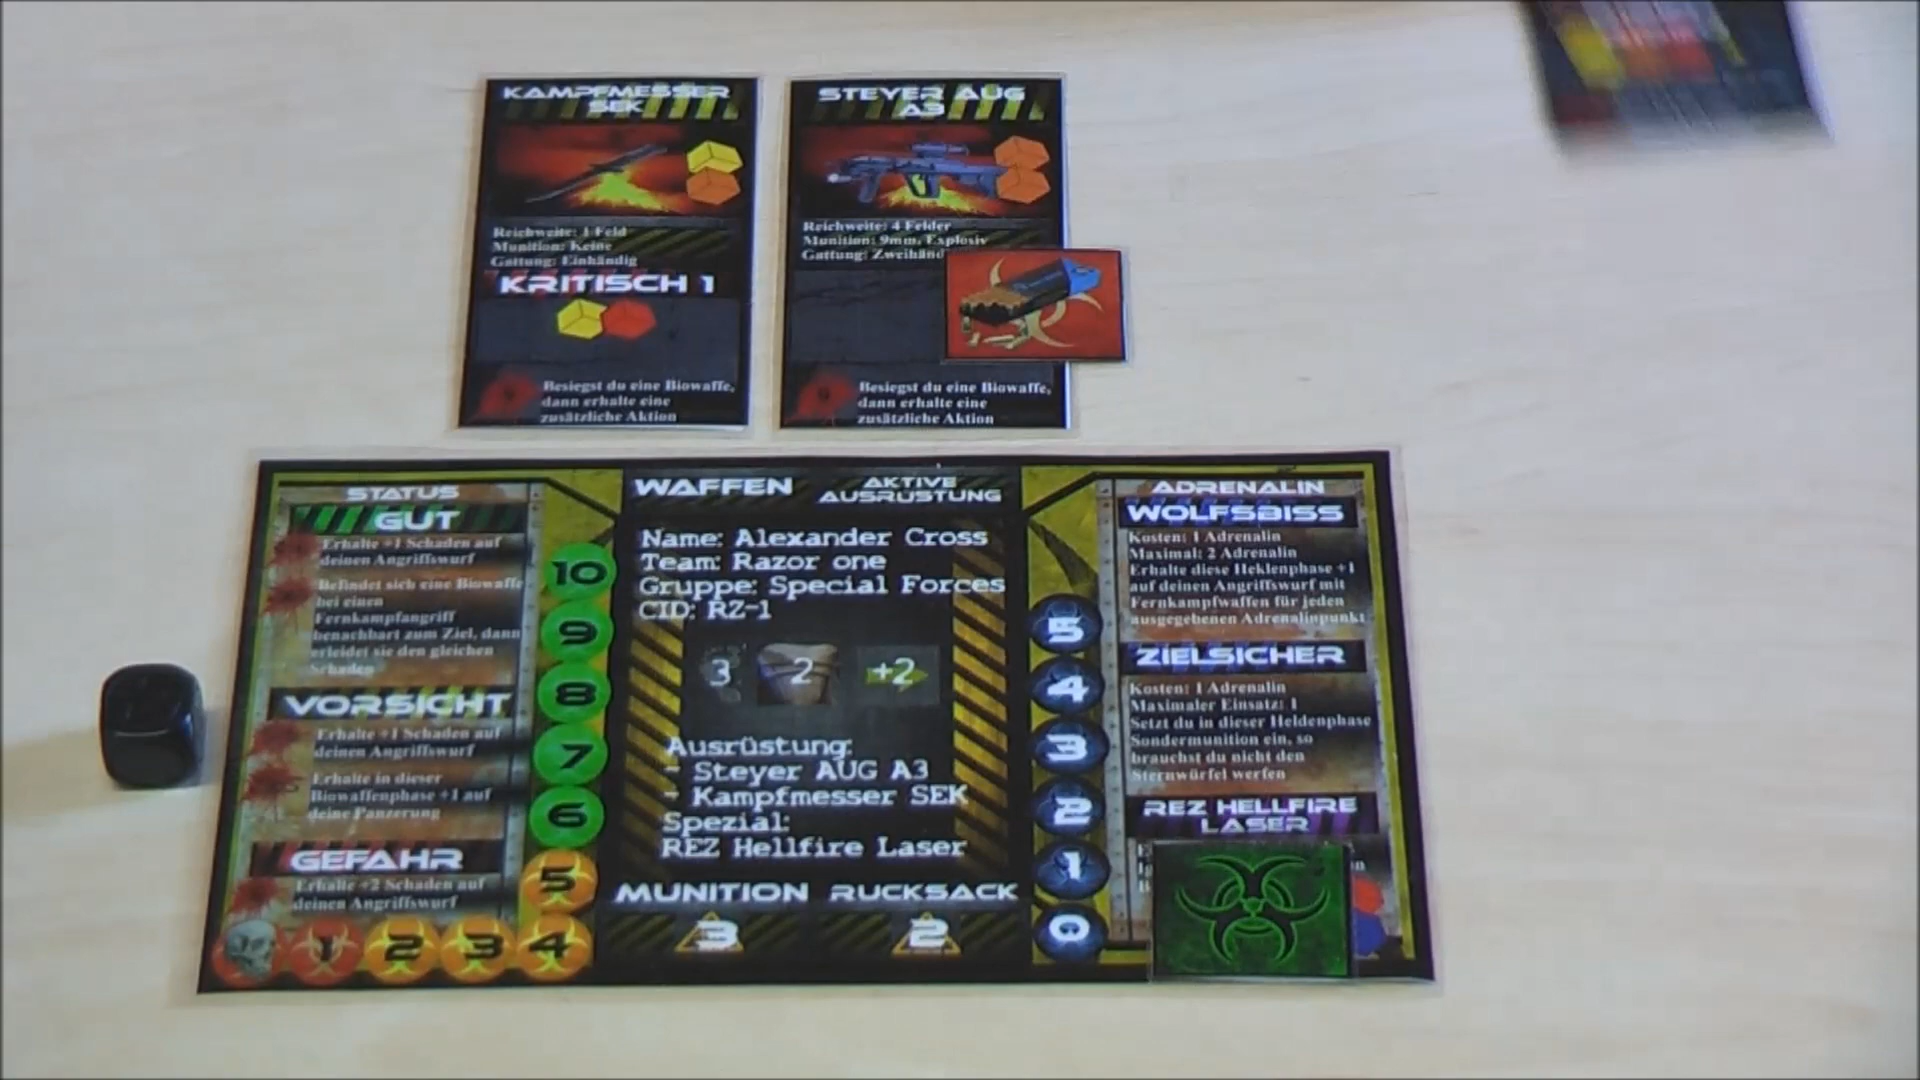 KAMPFMESSER
SEK
Reichweite: 1 Feld
Munition: Keine
Gattung: Einhändig
KRITISCH 1
Besiegst du eine Biowaffe,
dann erhalte eine
zusätzliche Aktion
STEYER AUG
A3
Reichweite: 4 Felder
Munition: 9mm, Explosiv
Gattung: Zweihänd
Besiegst du eine Biowaffe,
dann erhalte eine
zusätzliche Aktion
STATUS
GUT
Erhalte +1 Schaden auf
deinen Angriffswurf
Befindet sich eine Biowaffe
bei einen
Fernkampfangriff
benachbart zum Ziel, dann
erleidet sie den gleichen
Schaden
VORSICHT
Erhalte +1 Schaden auf
deinen Angriffswurf
Erhalte in dieser
Biowaffenphase +1 auf
deine Panzerung
GEFAHR
Erhalte +2 Schaden auf
deinen Angriffswurf
10
9
8
7
6
5
1 2 3 4
WAFFEN
AKTIVE
AUSRÜSTUNG
Name: Alexander Cross
Team: Razor one
Gruppe: Special Forces
CID: RZ-1
3 2 +2
Ausrüstung:
- Steyer AUG A3
- Kampfmesser SEK
Spezial:
REZ Hellfire Laser
MUNITION RUCKSACK
3 2
5
4
3
2
1
0
ADRENALIN
WOLFSBISS
Kosten: 1 Adrenalin
Maximal: 2 Adrenalin
Erhalte diese Heldenphase +1
auf deinen Angriffswurf mit
Fernkampfwaffen für jeden
ausgegebenen Adrenalinpunkt
ZIELSICHER
Kosten: 1 Adrenalin
Maximaler Einsatz: 1
Setzt du in dieser Heldenphase
Sondermunition ein, so
brauchst du nicht den
Sternwürfel werfen
REZ HELLFIRE
LASER